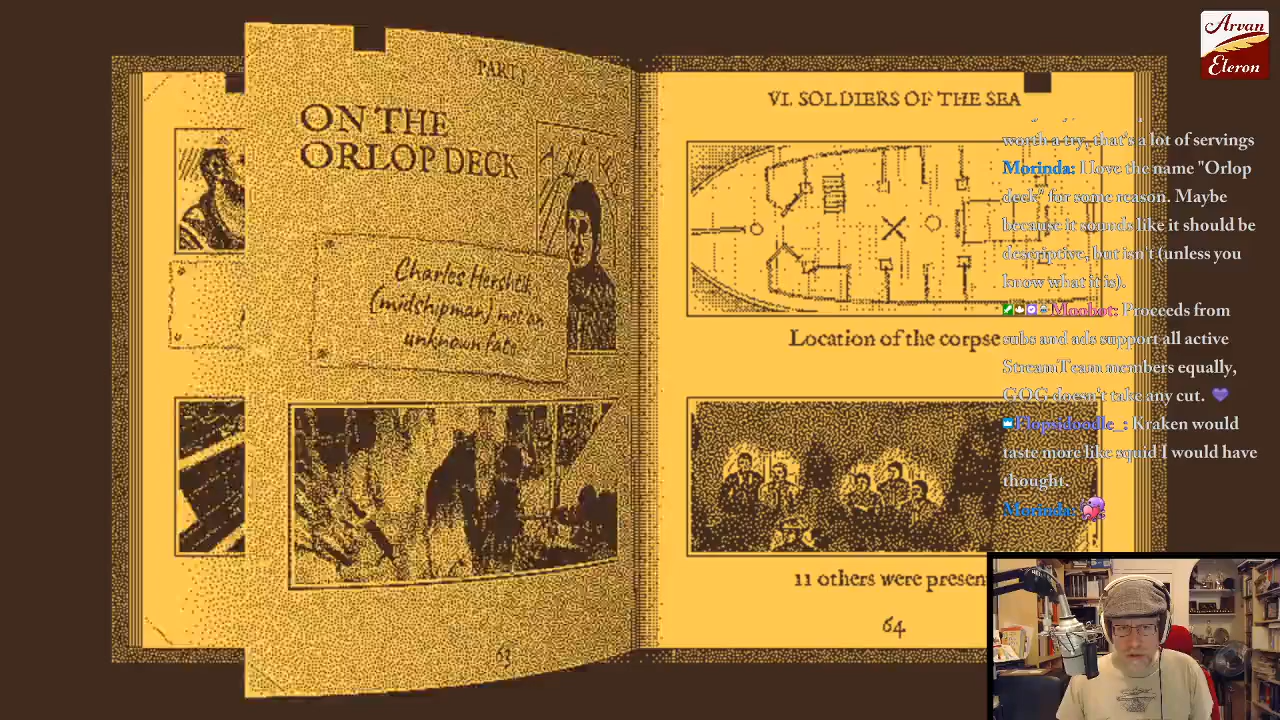 Arvan
Eleron
PART I
ON THE
ORLOP DECK
Charles Hershtik
(midshipman) met an
unknown fate.
63
VI. SOLDIERS OF THE SEA
Location of the corpse
11 others were present
64
worth a try, that's a lot of servings
Morinda: I love the name "Orlop
deck" for some reason. Maybe
because it sounds like it should be
descriptive, but isn't (unless you
know what it is).
Moobot: Proceeds from
subs and ads support all active
StreamTeam members equally,
GOG doesn't take any cut.
Flopsidoodle_: Kraken would
taste more like squid I would have
thought.
Morinda: